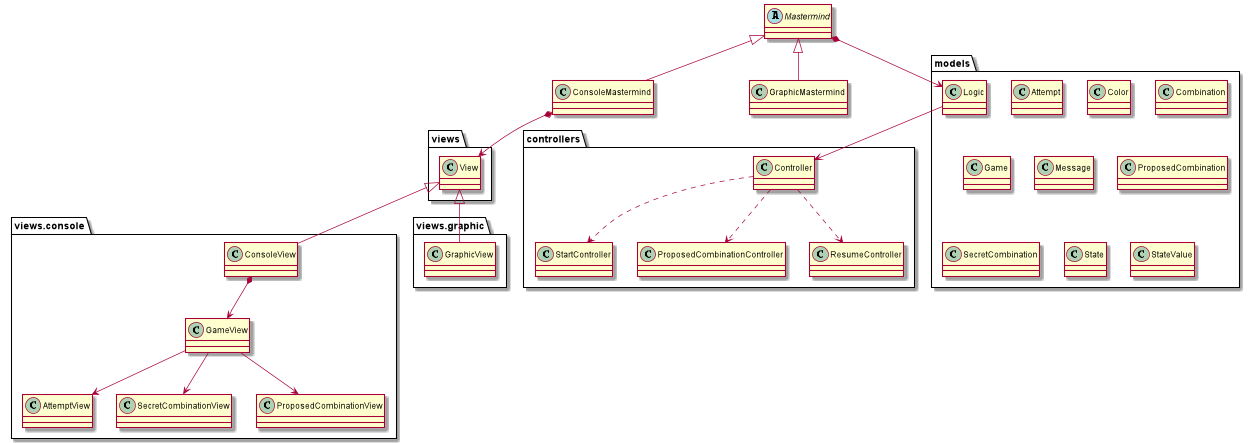 A Mastermind
models
C ConsoleMastermind
C GraphicMastermind
C Logic
C Attempt
C Color
C Combination
views
controllers
C View
C Controller
C Game
C Message
C ProposedCombination
views.console
views.graphic
C ConsoleView
C GraphicView
C StartController
C ProposedCombinationController
C ResumeController
C SecretCombination
C State
C StateValue
C GameView
C AttemptView
C SecretCombinationView
C ProposedCombinationView